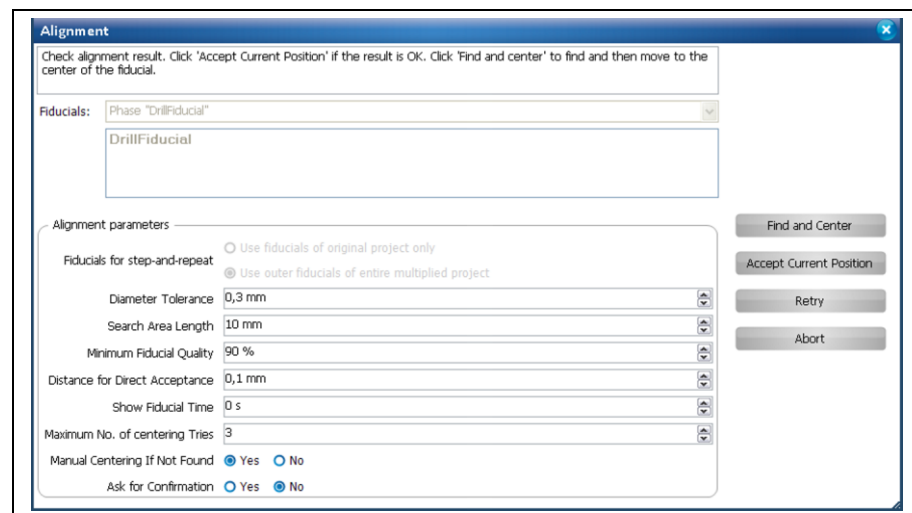 Alignment
Check alignment result. Click 'Accept Current Position' if the result is OK. Click 'Find and center' to find and then move to the
center of the fiducial.
Fiducials: Phase "DrillFiducial"
DrillFiducial
Alignment parameters
Fiducials for step-and-repeat
Use fiducials of original project only
Use outer fiducials of entire multiplied project
Diameter Tolerance 0,3 mm
Search Area Length 10 mm
Minimum Fiducial Quality 90 %
Distance for Direct Acceptance 0,1 mm
Show Fiducial Time 0 s
Maximum No. of centering Tries 3
Manual Centering If Not Found Yes No
Ask for Confirmation Yes No
Find and Center
Accept Current Position
Retry
Abort